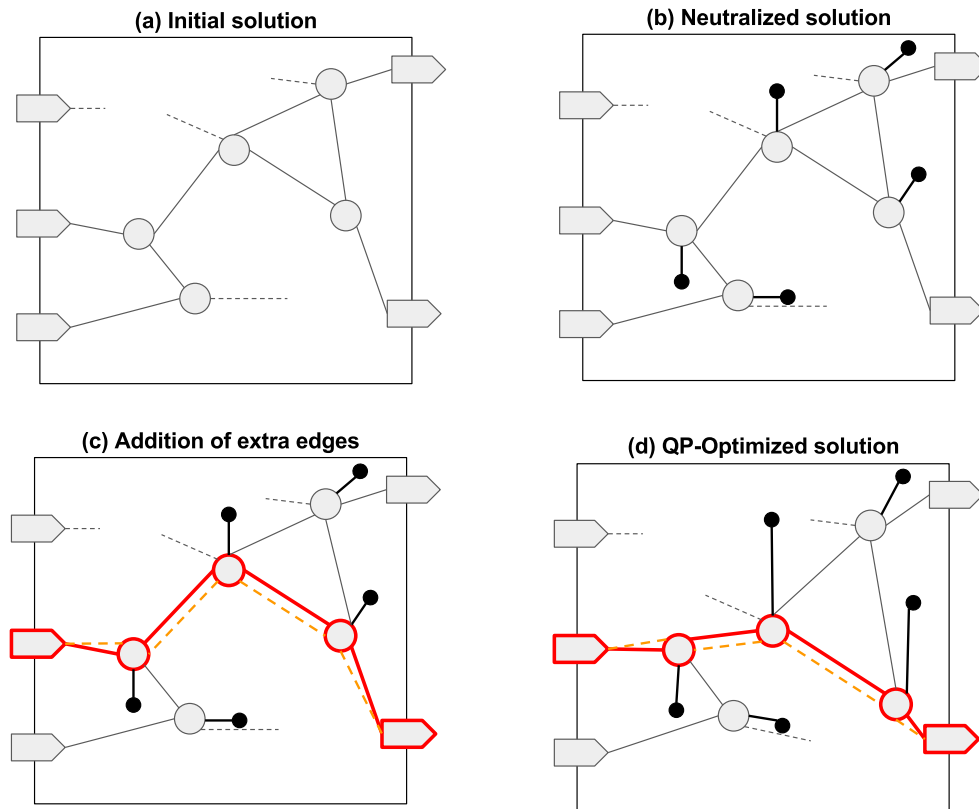 (a) Initial solution
(b) Neutralized solution
(c) Addition of extra edges
(d) QP-Optimized solution